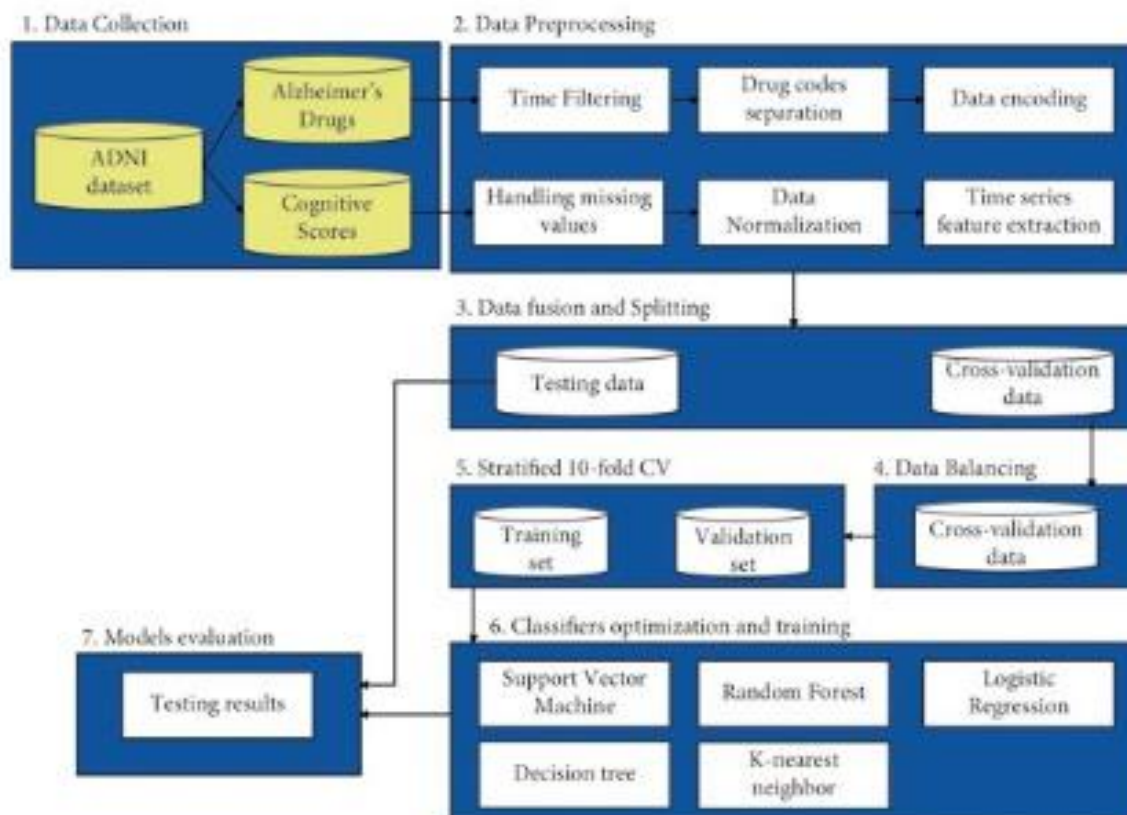 1. Data Collection
ADNI
dataset
Alzheimer's
Drugs
Cognitive
Scores
2. Data Preprocessing
Time Filtering
Drug codes
separation
Data encoding
Handling missing
values
Data
Normalization
Time series
feature extraction
3. Data fusion and Splitting
Testing data
Cross-validation
data
4. Data Balancing
Cross-validation
data
5. Stratified 10-fold CV
Training
set
Validation
set
6. Classifiers optimization and training
Support Vector
Machine
Random Forest
Logistic
Regression
Decision tree
K-nearest
neighbor
7. Models evaluation
Testing results